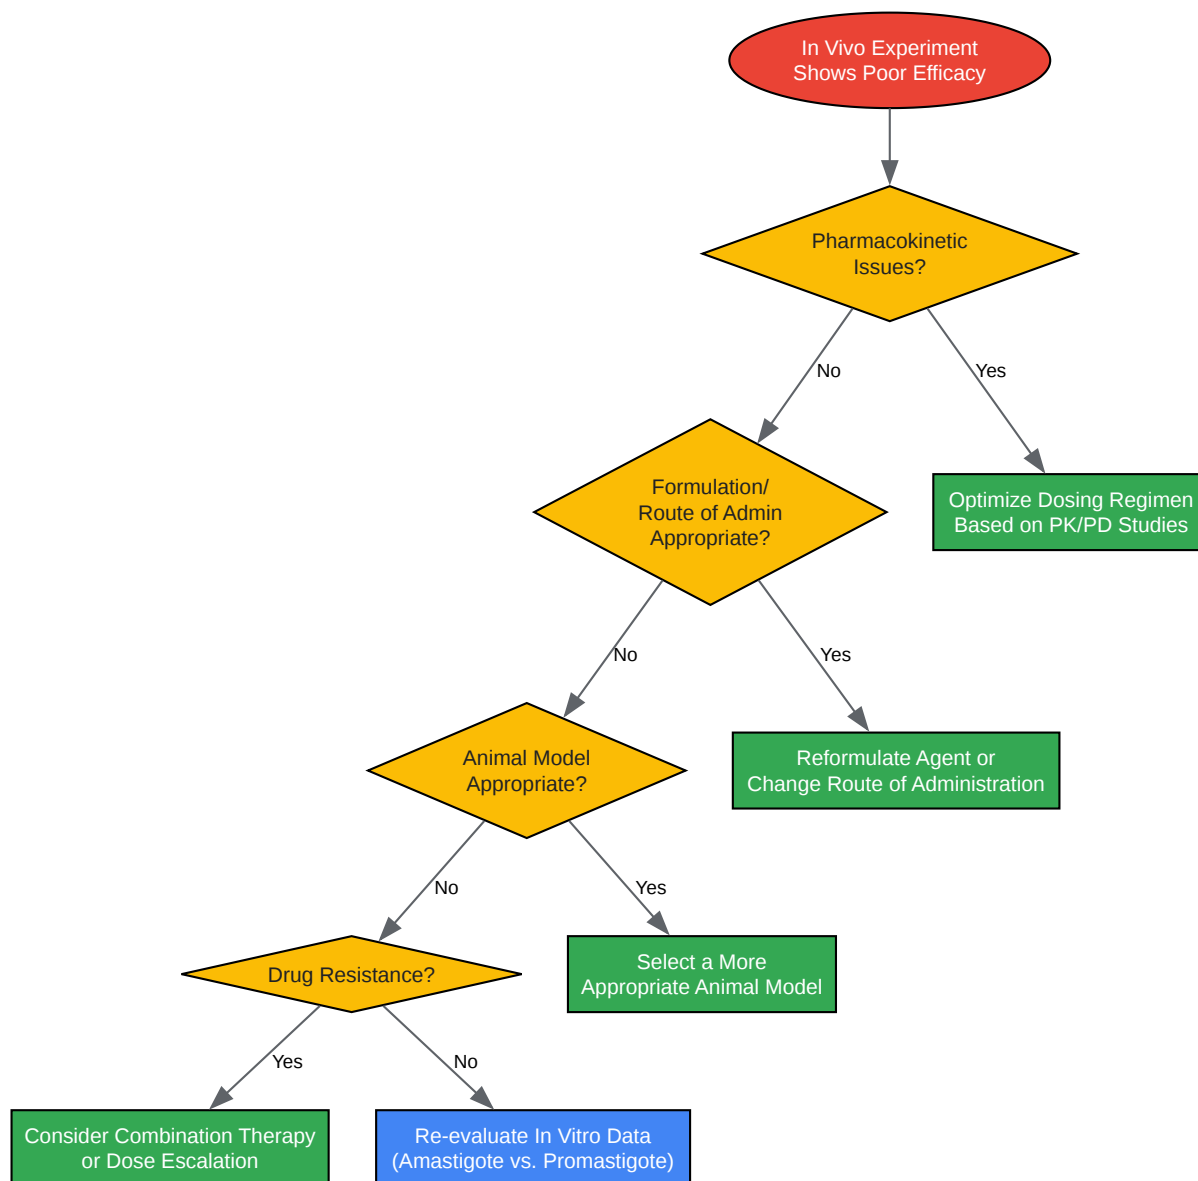 In Vivo Experiment
Shows Poor Efficacy
Pharmacokinetic
Issues?
No
Yes
Formulation/
Route of Admin
Appropriate?
Optimize Dosing Regimen
Based on PK/PD Studies
No
Yes
Animal Model
Appropriate?
Reformulate Agent or
Change Route of Administration
No
Yes
Drug Resistance?
Select a More
Appropriate Animal Model
Yes
No
Consider Combination Therapy
or Dose Escalation
Re-evaluate In Vitro Data
(Amastigote vs. Promastigote)